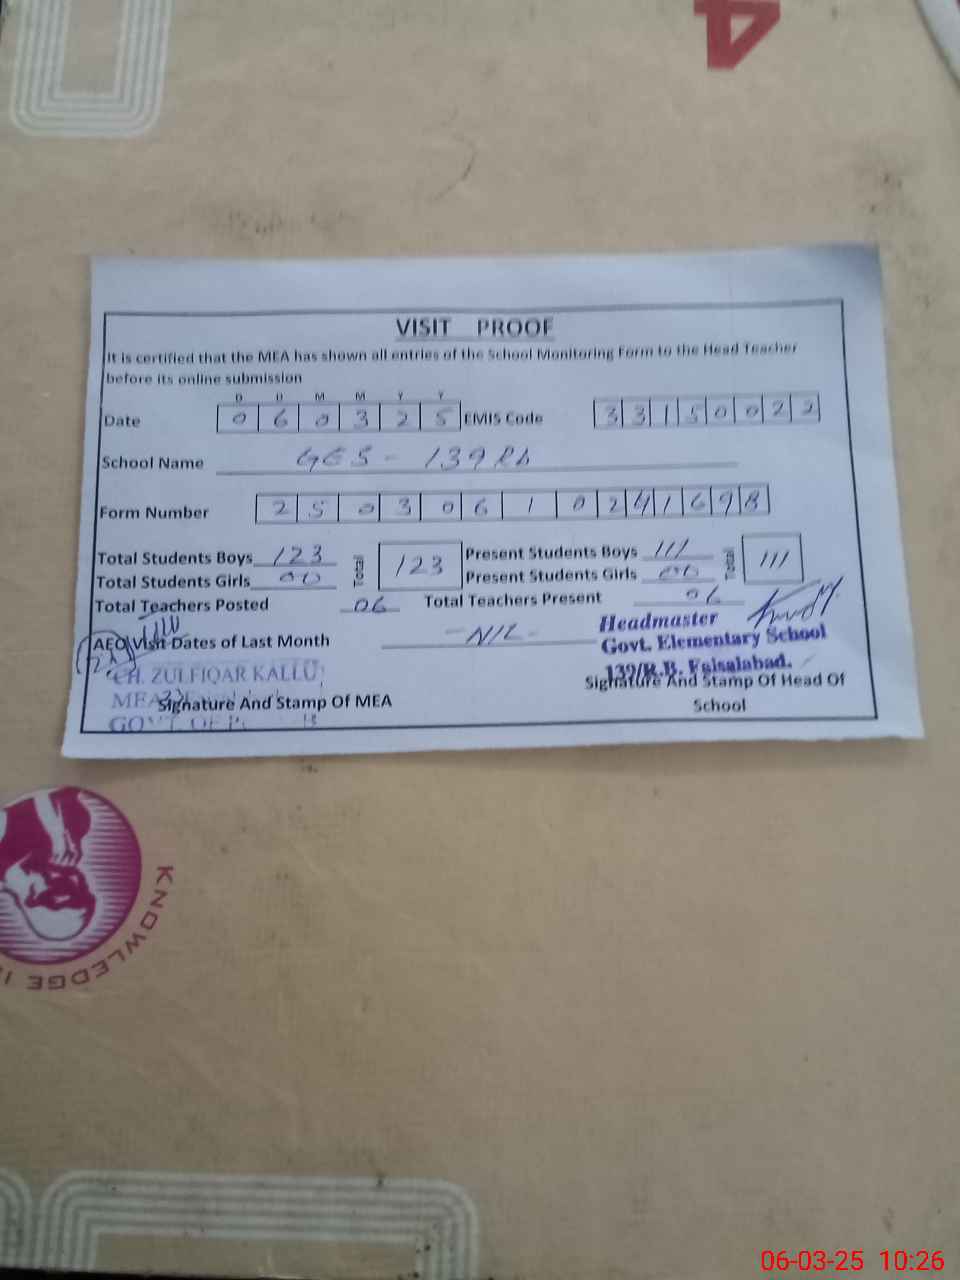 4
VISIT PROOF
It is certified that the MEA has shown all entries of the School Monitoring Form to the Head Teacher
before its online submission
D D M M Y Y
Date 0 6 0 3 2 5 EMIS Code 3 3 1 5 0 0 2 2
School Name GES - 139 RB
Form Number 2 5 0 3 0 6 1 0 2 4 1 6 9 8
Total Students Boys 123 Total 123 Present Students Boys 111 Total 111
Total Students Girls 00 Present Students Girls 00
Total Teachers Posted 06 Total Teachers Present 06
AEO Visit Dates of Last Month - NIL - Headmaster
Govt. Elementary School
CH. ZULFIQAR KALLU 139/R.B. Faisalabad.
MEA
Signature And Stamp Of MEA Signature And Stamp Of Head Of
School
GOVT. OF
KNOWLEDGE
06-03-25 10:26